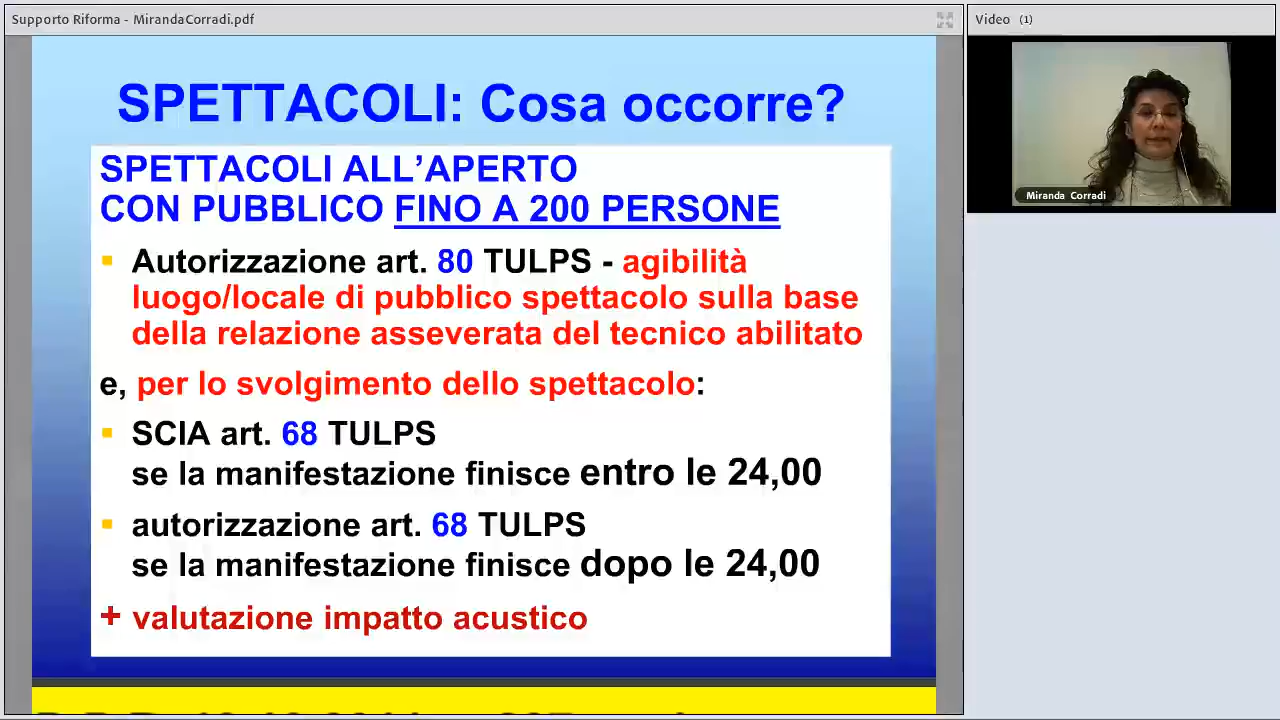 Supporto Riforma - MirandaCorradi.pdf
Video (1)
SPETTACOLI: Cosa occorre?
SPETTACOLI ALL’APERTO
CON PUBBLICO FINO A 200 PERSONE
Autorizzazione art. 80 TULPS - agibilità
luogo/locale di pubblico spettacolo sulla base
della relazione asseverata del tecnico abilitato
e, per lo svolgimento dello spettacolo:
SCIA art. 68 TULPS
se la manifestazione finisce entro le 24,00
autorizzazione art. 68 TULPS
se la manifestazione finisce dopo le 24,00
+ valutazione impatto acustico
Miranda Corradi